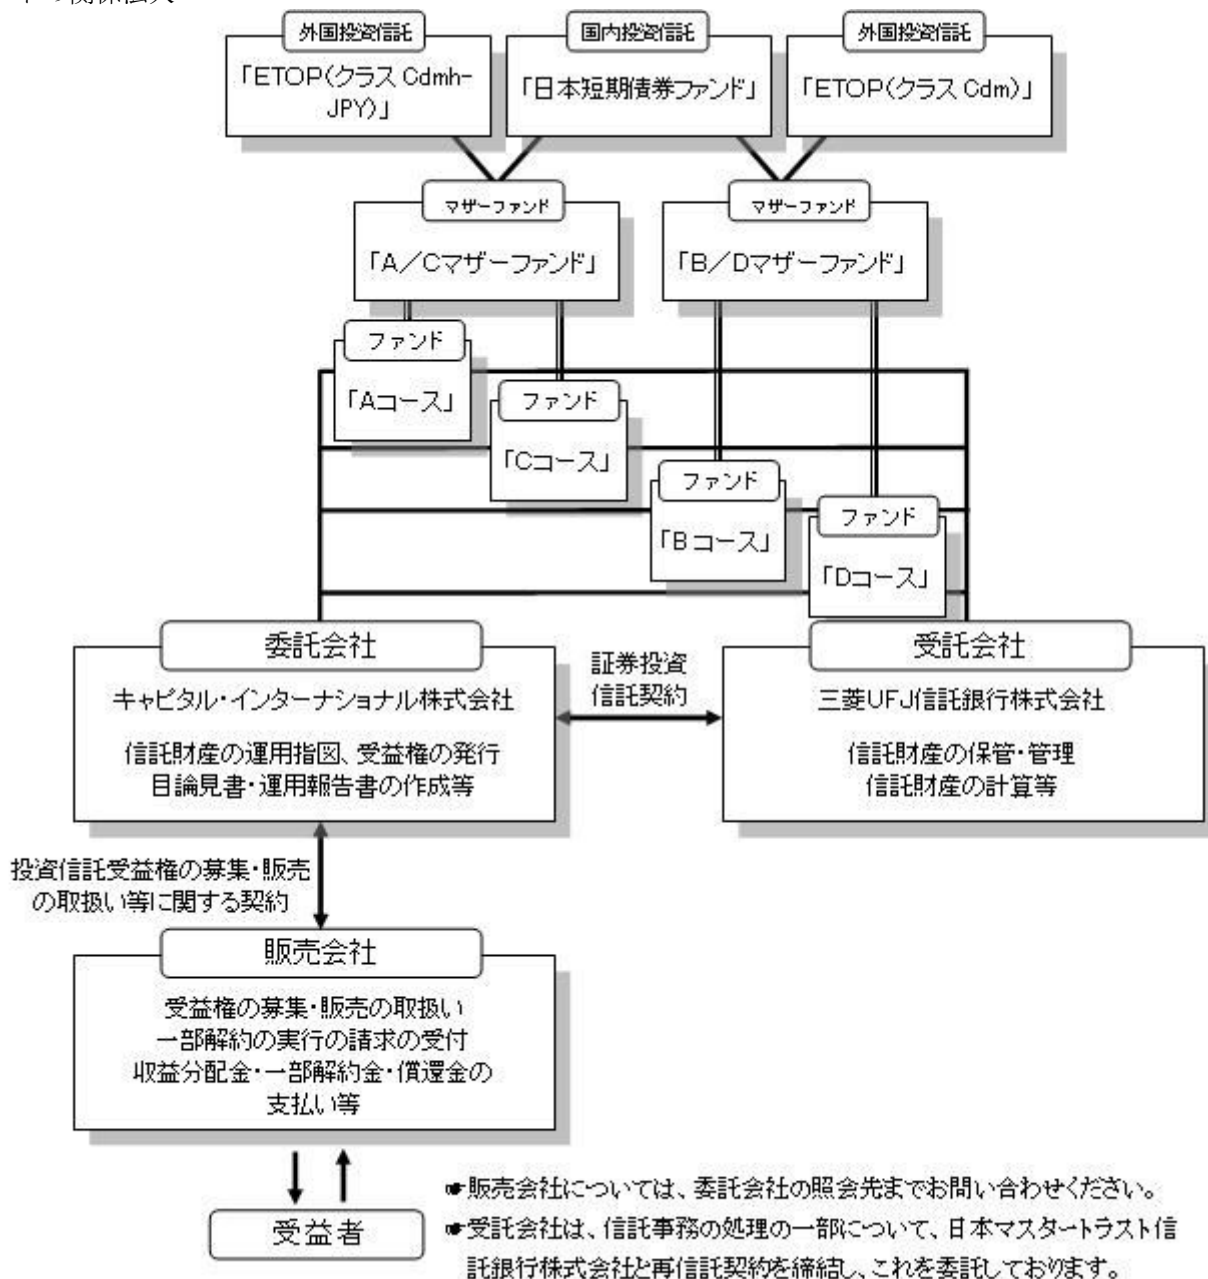 外国投資信託
「ETOP(クラス Cdmh-
JPY)」
国内投資信託
「日本短期債券ファンド」
外国投資信託
「ETOP(クラス Cdm)」
マザーファンド
「A/Cマザーファンド」
マザーファンド
「B/Dマザーファンド」
ファンド
「Aコース」
ファンド
「Cコース」
ファンド
「Bコース」
ファンド
「Dコース」
委託会社
キャピタル・インターナショナル株式会社
信託財産の運用指図、受益権の発行
目論見書・運用報告書の作成等
証券投資
信託契約
受託会社
三菱UFJ信託銀行株式会社
信託財産の保管・管理
信託財産の計算等
投資信託受益権の募集・販売
の取扱い等に関する契約
販売会社
受益権の募集・販売の取扱い
一部解約の実行の請求の受付
収益分配金・一部解約金・償還金の
支払い等
受益者
☛販売会社については、委託会社の照会先までお問い合わせください。
☛受託会社は、信託事務の処理の一部について、日本マスタートラスト信
託銀行株式会社と再信託契約を締結し、これを委託しております。